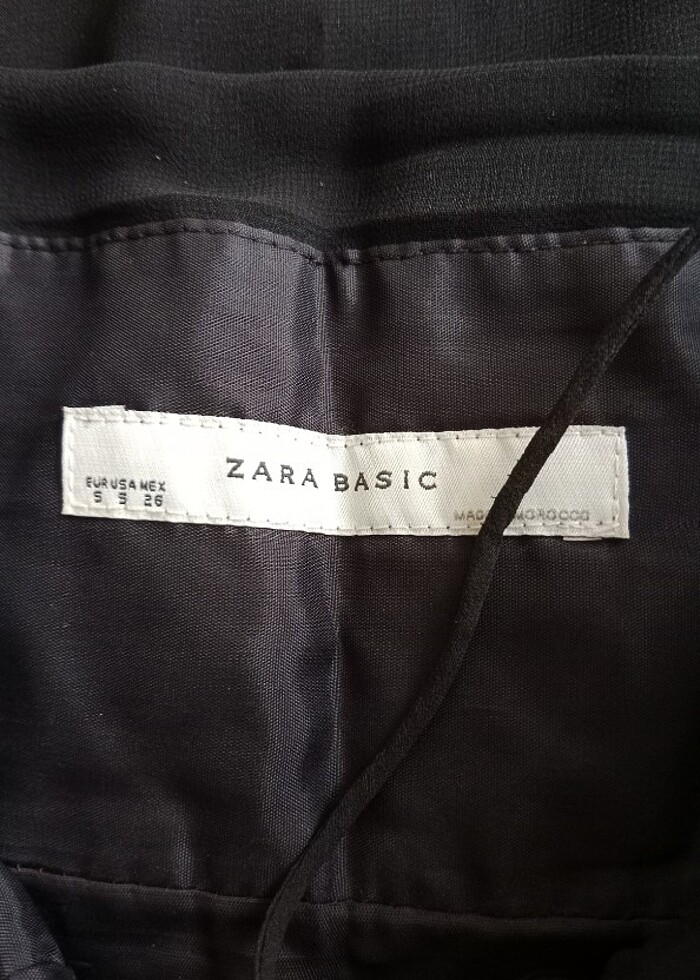 ZARA BASIC
EUR USA MEX
S S 26
MOROCCO